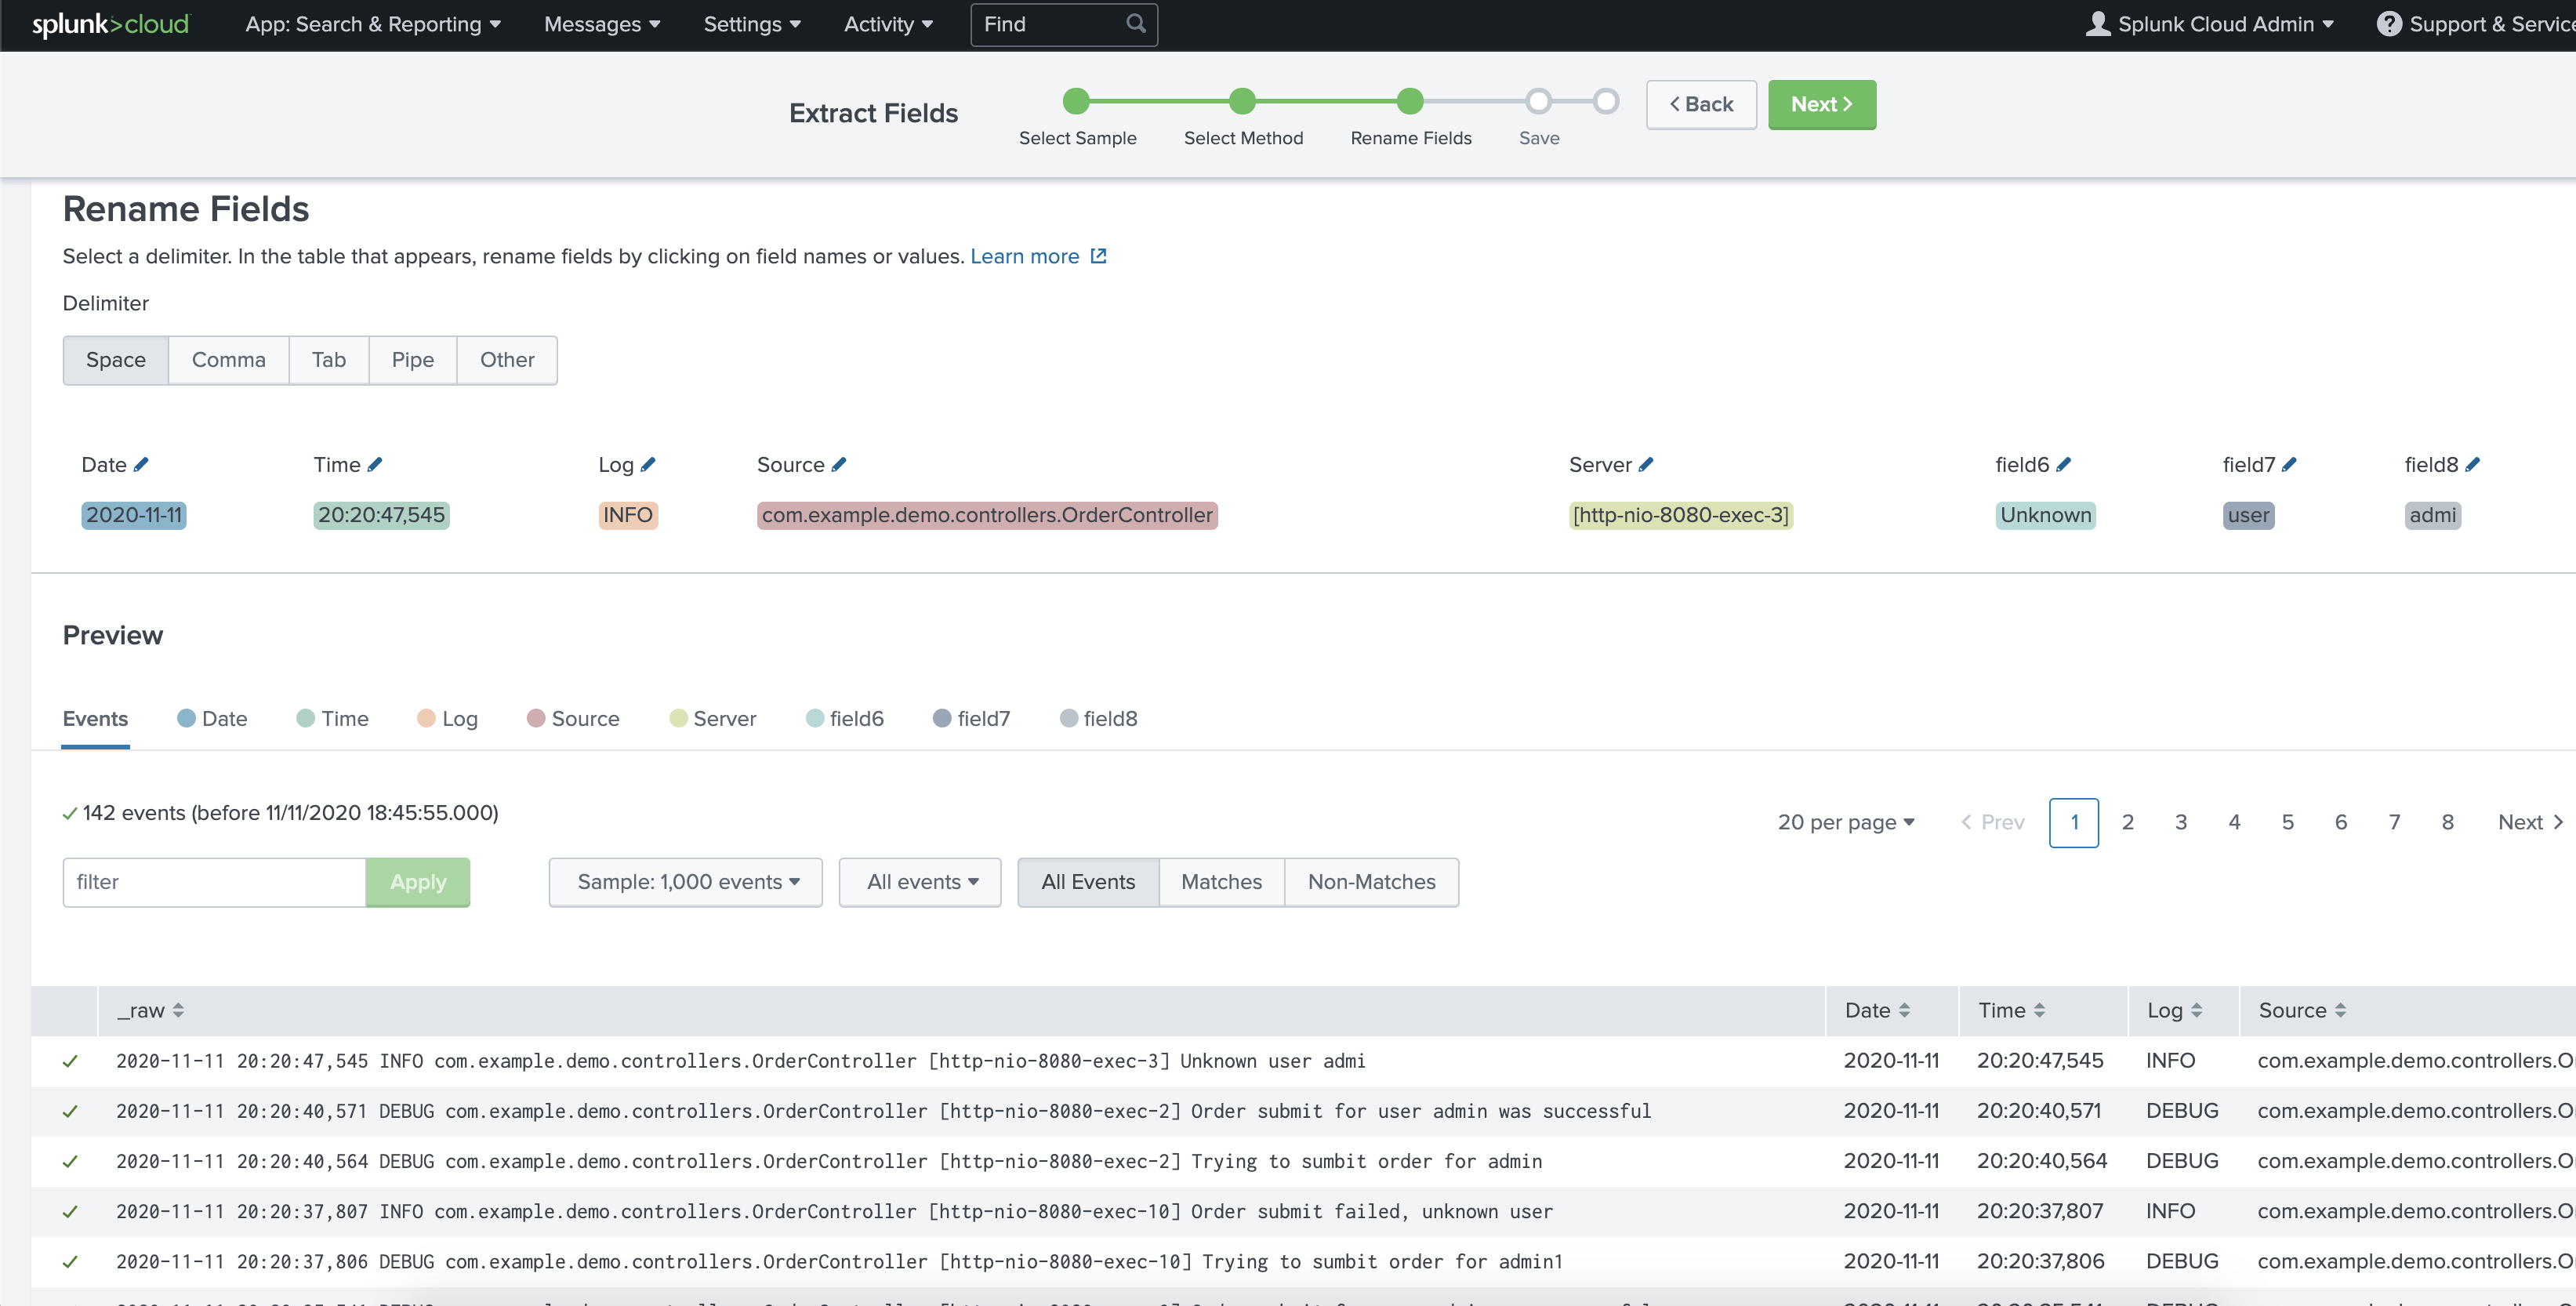 splunk>cloud App: Search & Reporting Messages Settings Activity Find Splunk Cloud Admin ? Support & Service
Extract Fields Select Sample Select Method Rename Fields Save < Back Next >
Rename Fields
Select a delimiter. In the table that appears, rename fields by clicking on field names or values. Learn more
Delimiter
Space Comma Tab Pipe Other
Date Time Log Source Server field6 field7 field8
2020-11-11 20:20:47,545 INFO com.example.demo.controllers.OrderController [http-nio-8080-exec-3] Unknown user admi
Preview
Events Date Time Log Source Server field6 field7 field8
142 events (before 11/11/2020 18:45:55.000) 20 per page < Prev 1 2 3 4 5 6 7 8 Next >
filter Apply Sample: 1,000 events All events All Events Matches Non-Matches
_raw Date Time Log Source
2020-11-11 20:20:47,545 INFO com.example.demo.controllers.OrderController [http-nio-8080-exec-3] Unknown user admi 2020-11-11 20:20:47,545 INFO com.example.demo.controllers.O
2020-11-11 20:20:40,571 DEBUG com.example.demo.controllers.OrderController [http-nio-8080-exec-2] Order submit for user admin was successful 2020-11-11 20:20:40,571 DEBUG com.example.demo.controllers.O
2020-11-11 20:20:40,564 DEBUG com.example.demo.controllers.OrderController [http-nio-8080-exec-2] Trying to sumbit order for admin 2020-11-11 20:20:40,564 DEBUG com.example.demo.controllers.O
2020-11-11 20:20:37,807 INFO com.example.demo.controllers.OrderController [http-nio-8080-exec-10] Order submit failed, unknown user 2020-11-11 20:20:37,807 INFO com.example.demo.controllers.O
2020-11-11 20:20:37,806 DEBUG com.example.demo.controllers.OrderController [http-nio-8080-exec-10] Trying to sumbit order for admin1 2020-11-11 20:20:37,806 DEBUG com.example.demo.controllers.O